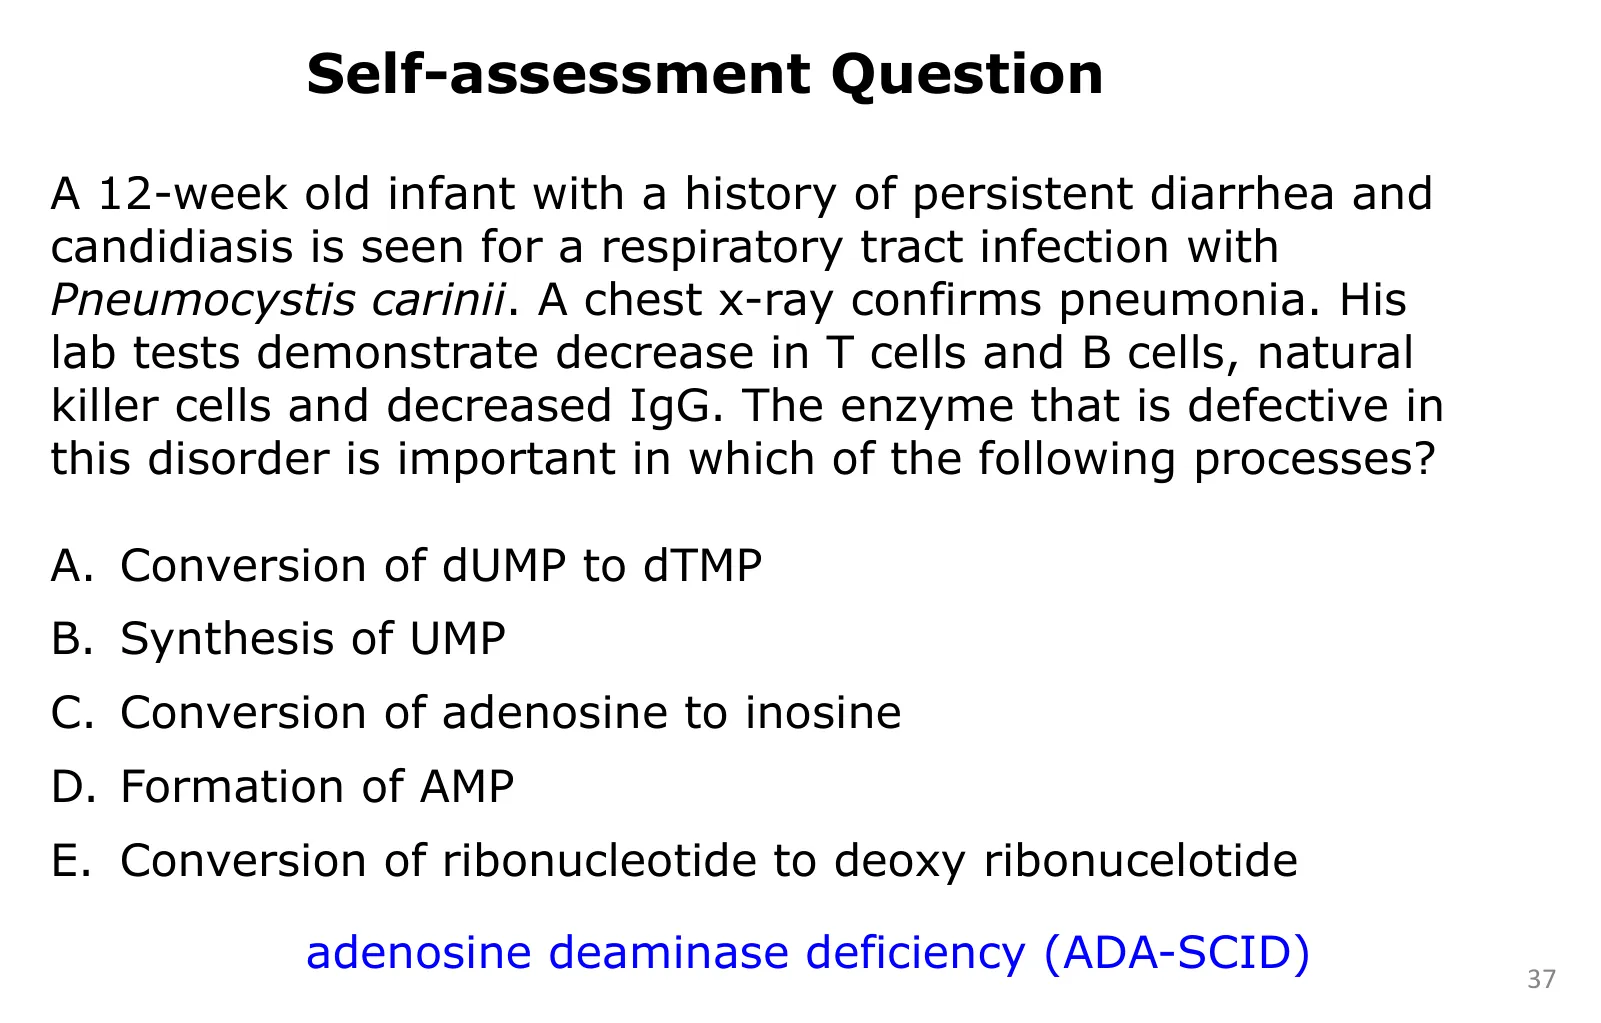 Self-assessment Question
A 12-week old infant with a history of persistent diarrhea and
candidiasis is seen for a respiratory tract infection with
Pneumocystis carinii. A chest x-ray confirms pneumonia. His
lab tests demonstrate decrease in T cells and B cells, natural
killer cells and decreased IgG. The enzyme that is defective in
this disorder is important in which of the following processes?
A. Conversion of dUMP to dTMP
B. Synthesis of UMP
C. Conversion of adenosine to inosine
D. Formation of AMP
E. Conversion of ribonucleotide to deoxy ribonucelotide
adenosine deaminase deficiency (ADA-SCID)
37